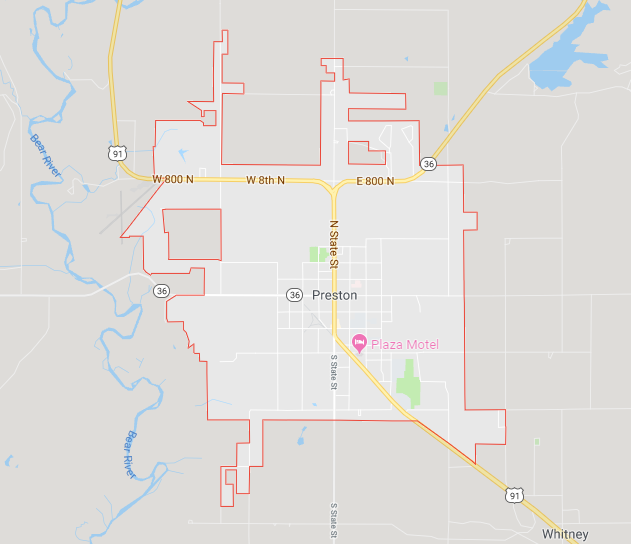 91
Bear River
W 800 N
W 8th N
E 800 N
36
N State St
36
36
Preston
Plaza Motel
S State St
Bear River
91
S State St
Whitney